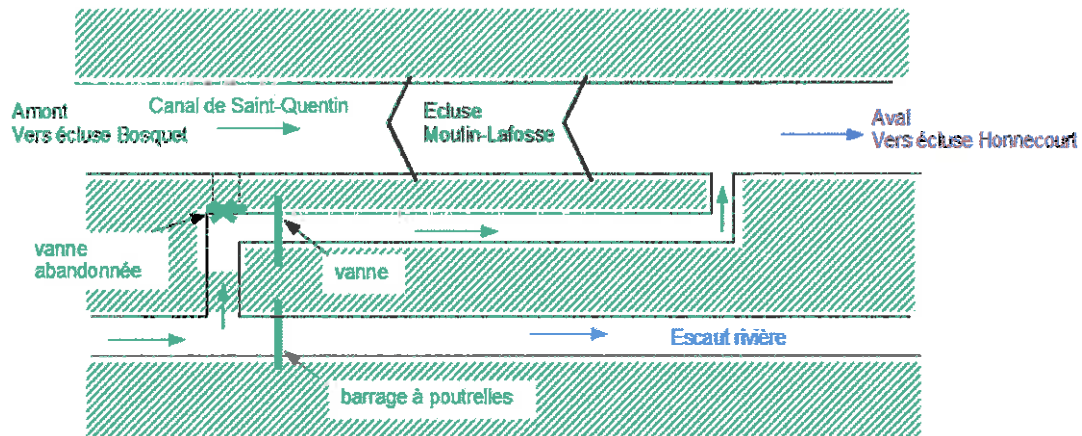 Amont
Vers écluse Bosquet
Canal de Saint-Quentin
Ecluse
Moulin-Lafosse
Aval
Vers écluse Honnecourt
vanne
abandonnée
vanne
Escaut rivière
barrage à poutrelles